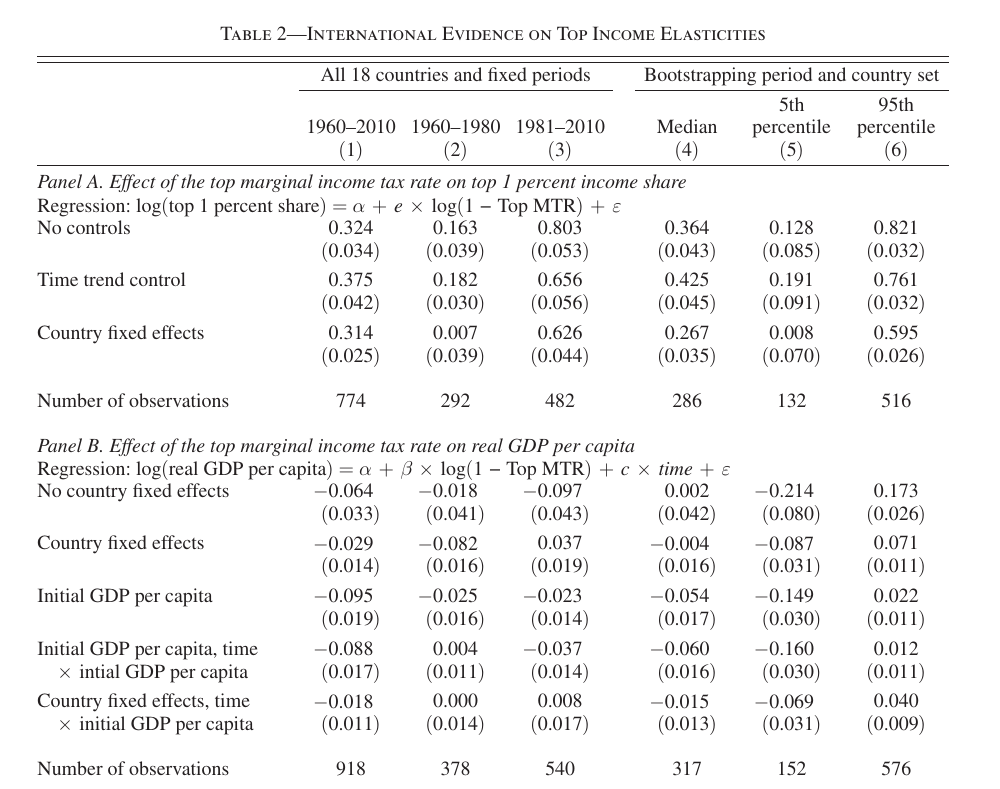 TABLE 2—INTERNATIONAL EVIDENCE ON TOP INCOME ELASTICITIES
All 18 countries and fixed periods Bootstrapping period and country set
1960–2010 1960–1980 1981–2010 Median 5th percentile 95th percentile
(1) (2) (3) (4) (5) (6)
Panel A. Effect of the top marginal income tax rate on top 1 percent income share
Regression: log(top 1 percent share) = α + e × log(1 − Top MTR) + ε
No controls 0.324 0.163 0.803 0.364 0.128 0.821
(0.034) (0.039) (0.053) (0.043) (0.085) (0.032)
Time trend control 0.375 0.182 0.656 0.425 0.191 0.761
(0.042) (0.030) (0.056) (0.045) (0.091) (0.032)
Country fixed effects 0.314 0.007 0.626 0.267 0.008 0.595
(0.025) (0.039) (0.044) (0.035) (0.070) (0.026)
Number of observations 774 292 482 286 132 516
Panel B. Effect of the top marginal income tax rate on real GDP per capita
Regression: log(real GDP per capita) = α + β × log(1 − Top MTR) + c × time + ε
No country fixed effects −0.064 −0.018 −0.097 0.002 −0.214 0.173
(0.033) (0.041) (0.043) (0.042) (0.080) (0.026)
Country fixed effects −0.029 −0.082 0.037 −0.004 −0.087 0.071
(0.014) (0.016) (0.019) (0.016) (0.031) (0.011)
Initial GDP per capita −0.095 −0.025 −0.023 −0.054 −0.149 0.022
(0.019) (0.016) (0.014) (0.017) (0.030) (0.011)
Initial GDP per capita, time −0.088 0.004 −0.037 −0.060 −0.160 0.012
× intial GDP per capita (0.017) (0.011) (0.014) (0.016) (0.030) (0.011)
Country fixed effects, time −0.018 0.000 0.008 −0.015 −0.069 0.040
× initial GDP per capita (0.011) (0.014) (0.017) (0.013) (0.031) (0.009)
Number of observations 918 378 540 317 152 576